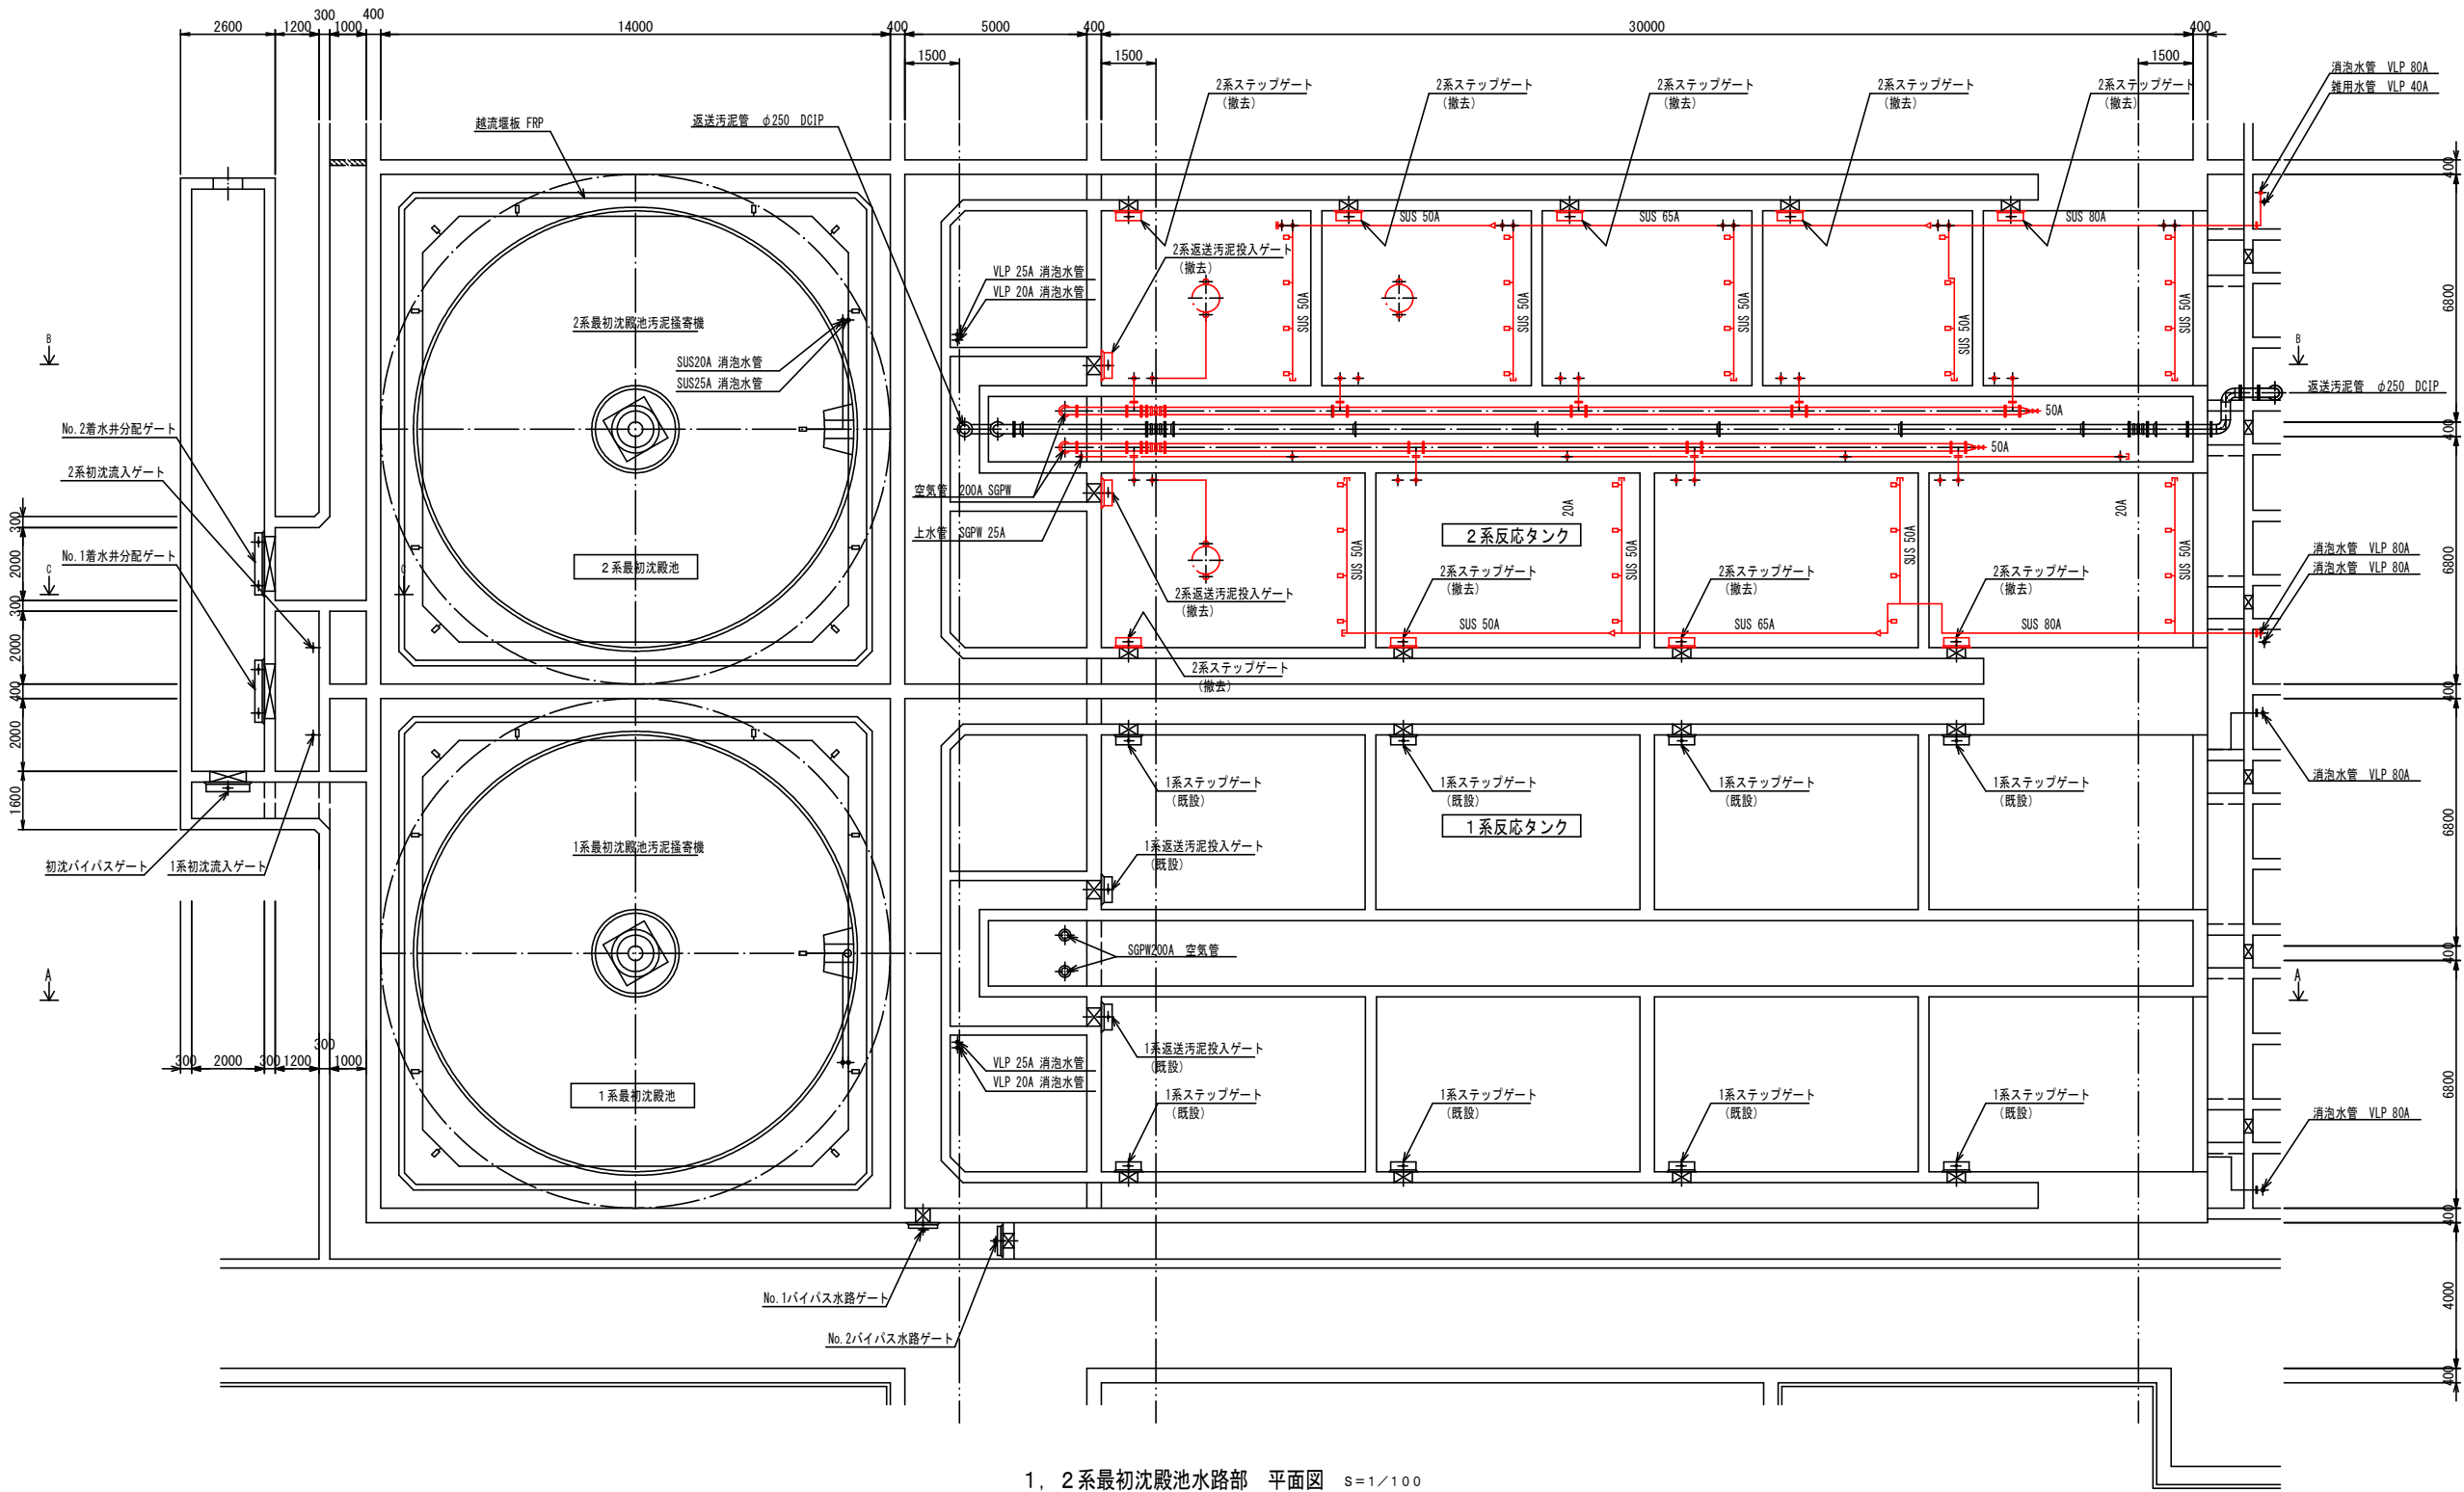 2600
1200
300
1000
400
14000
400
5000
400
30000
400
1500
1500
1500
越流堰板 FRP
返送汚泥管 φ250 DCIP
2系ステップゲート
(撤去)
2系ステップゲート
(撤去)
2系ステップゲート
(撤去)
2系ステップゲート
(撤去)
2系ステップゲート
(撤去)
消泡水管 VLP 80A
雑用水管 VLP 40A
SUS 50A
SUS 65A
SUS 80A
2系返送汚泥投入ゲート
(撤去)
VLP 25A 消泡水管
VLP 20A 消泡水管
SUS 50A
SUS 50A
SUS 50A
SUS 50A
SUS 50A
2系最初沈殿池汚泥掻寄機
SUS20A 消泡水管
SUS25A 消泡水管
B
B
返送汚泥管 φ250 DCIP
50A
50A
No.2着水井分配ゲート
2系初沈流入ゲート
No.1着水井分配ゲート
空気管 200A SGPW
上水管 SGPW 25A
20A
20A
2系反応タンク
SUS 50A
SUS 50A
SUS 50A
SUS 50A
消泡水管 VLP 80A
消泡水管 VLP 80A
C
C
2系最初沈殿池
2系返送汚泥投入ゲート
(撤去)
2系ステップゲート
(撤去)
2系ステップゲート
(撤去)
2系ステップゲート
(撤去)
SUS 50A
SUS 65A
SUS 80A
2系ステップゲート
(撤去)
300
2000
300
2000
400
2000
1600
400
6800
400
6800
400
6800
400
6800
400
4000
400
1系ステップゲート
(既設)
1系ステップゲート
(既設)
1系ステップゲート
(既設)
1系ステップゲート
(既設)
消泡水管 VLP 80A
1系反応タンク
1系最初沈殿池汚泥掻寄機
1系返送汚泥投入ゲート
(既設)
初沈バイパスゲート
1系初沈流入ゲート
SGPW200A 空気管
A
A
300
2000
300
1200
300
1000
VLP 25A 消泡水管
VLP 20A 消泡水管
1系返送汚泥投入ゲート
(既設)
1系最初沈殿池
1系ステップゲート
(既設)
1系ステップゲート
(既設)
1系ステップゲート
(既設)
1系ステップゲート
(既設)
消泡水管 VLP 80A
No.1バイパス水路ゲート
No.2バイパス水路ゲート
1,2系最初沈殿池水路部 平面図 S=1/100